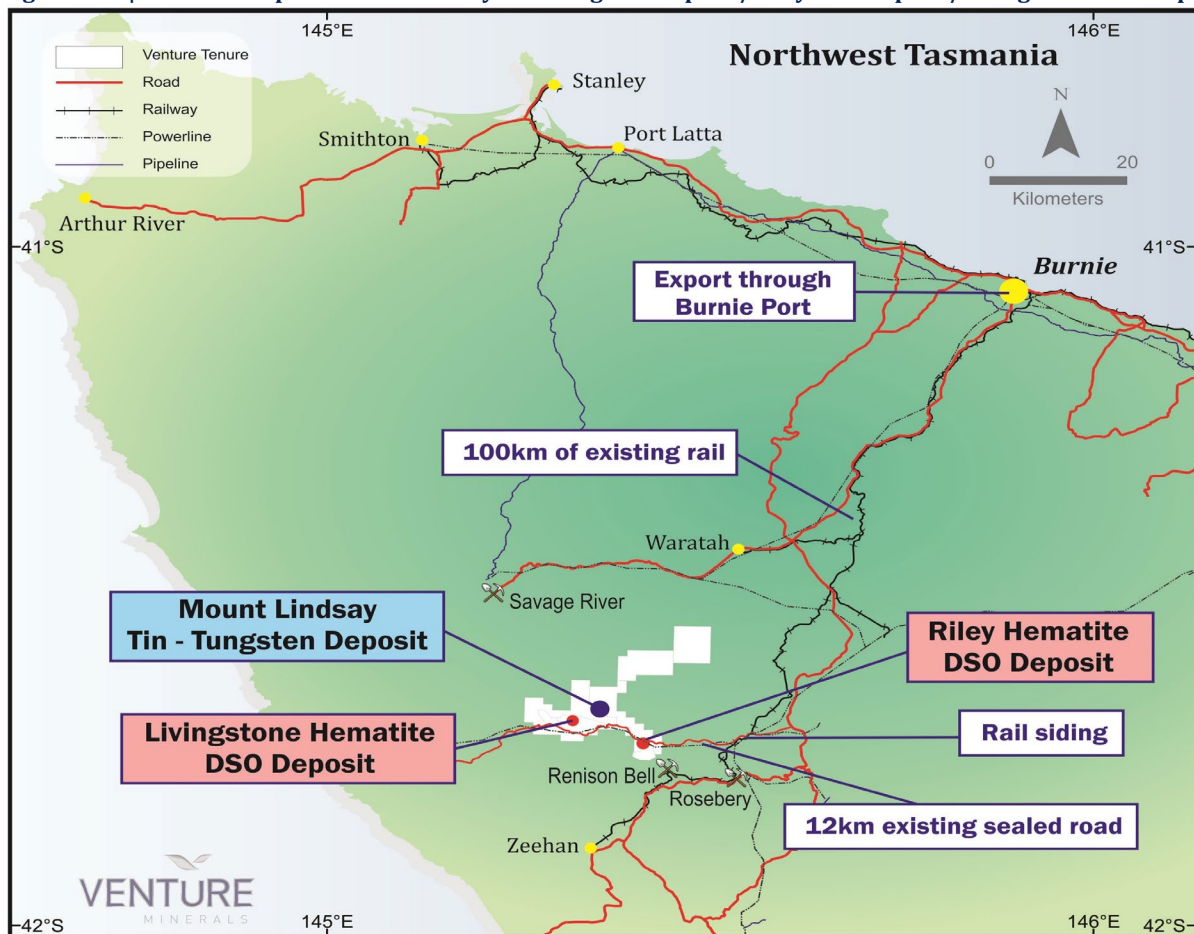 145°E
146°E
Northwest Tasmania
Venture Tenure
Road
Railway
Powerline
Pipeline
N
0
20
Kilometers
Stanley
Smithton
Port Latta
Arthur River
41°S
41°S
Burnie
Export through
Burnie Port
100km of existing rail
Waratah
Savage River
Mount Lindsay
Tin - Tungsten Deposit
Riley Hematite
DSO Deposit
Livingstone Hematite
DSO Deposit
Rail siding
Renison Bell
Rosebery
12km existing sealed road
Zeehan
VENTURE
MINERALS
42°S
145°E
146°E
42°S